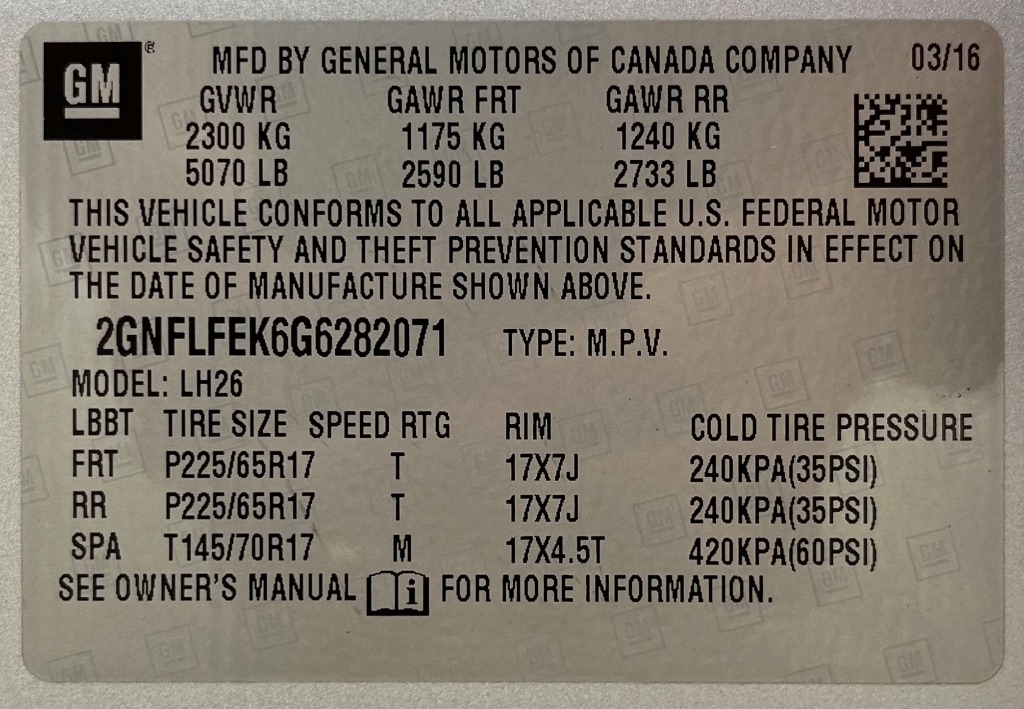 GM ®
MFD BY GENERAL MOTORS OF CANADA COMPANY 03/16
GVWR GAWR FRT GAWR RR
2300 KG 1175 KG 1240 KG
5070 LB 2590 LB 2733 LB
THIS VEHICLE CONFORMS TO ALL APPLICABLE U.S. FEDERAL MOTOR
VEHICLE SAFETY AND THEFT PREVENTION STANDARDS IN EFFECT ON
THE DATE OF MANUFACTURE SHOWN ABOVE.
2GNFLFEK6G6282071 TYPE: M.P.V.
MODEL: LH26
LBBT TIRE SIZE SPEED RTG RIM COLD TIRE PRESSURE
FRT P225/65R17 T 17X7J 240KPA(35PSI)
RR P225/65R17 T 17X7J 240KPA(35PSI)
SPA T145/70R17 M 17X4.5T 420KPA(60PSI)
SEE OWNER'S MANUAL i FOR MORE INFORMATION.